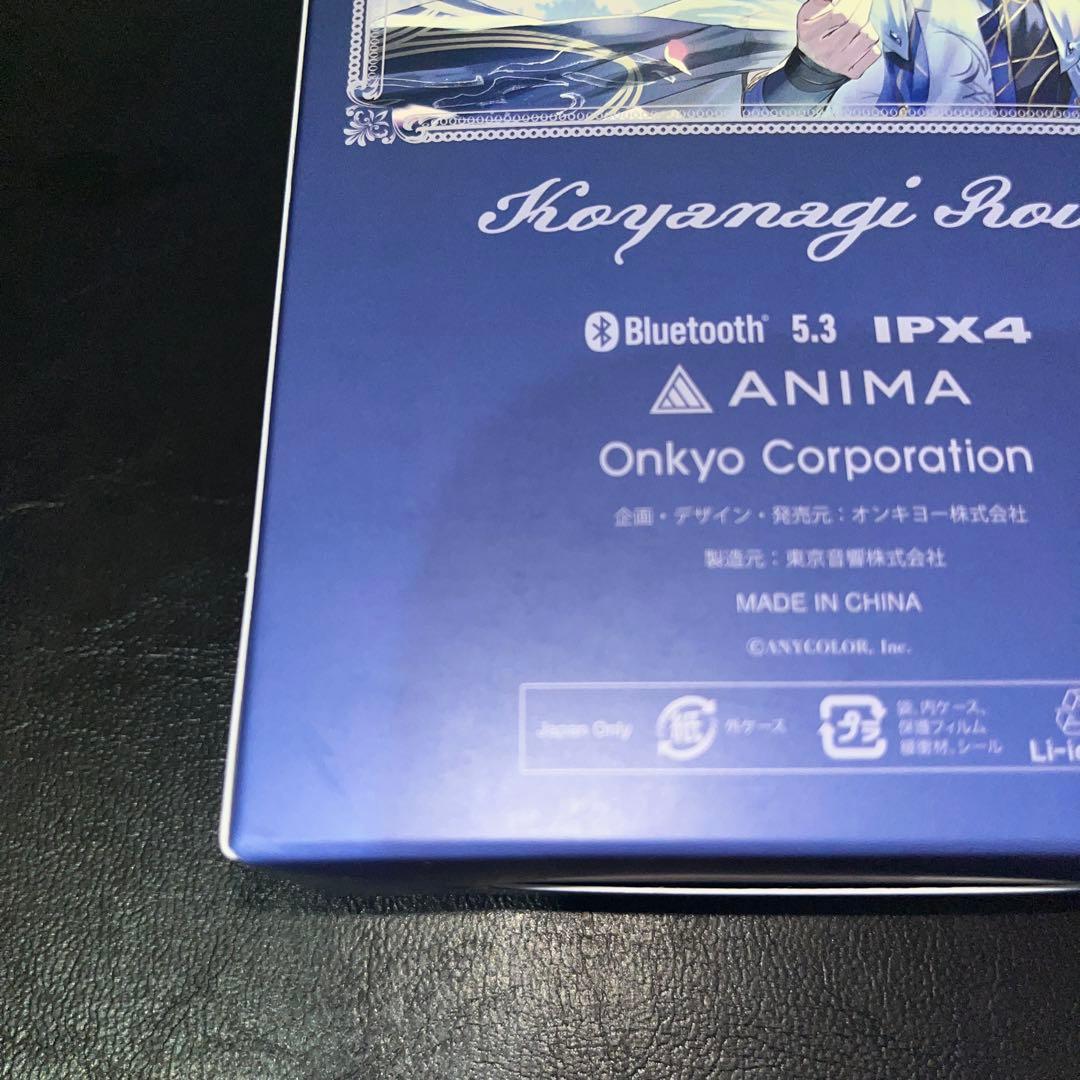 Koyanagi Rou
Bluetooth® 5.3 IPX4
ANIMA
Onkyo Corporation
企画・デザイン・発売元：オンキヨー株式会社
製造元：東京音響株式会社
MADE IN CHINA
©ANYCOLOR, Inc.
Japan Only
紙 外ケース
プラ
袋、内ケース、
保護フィルム
緩衝材、シール